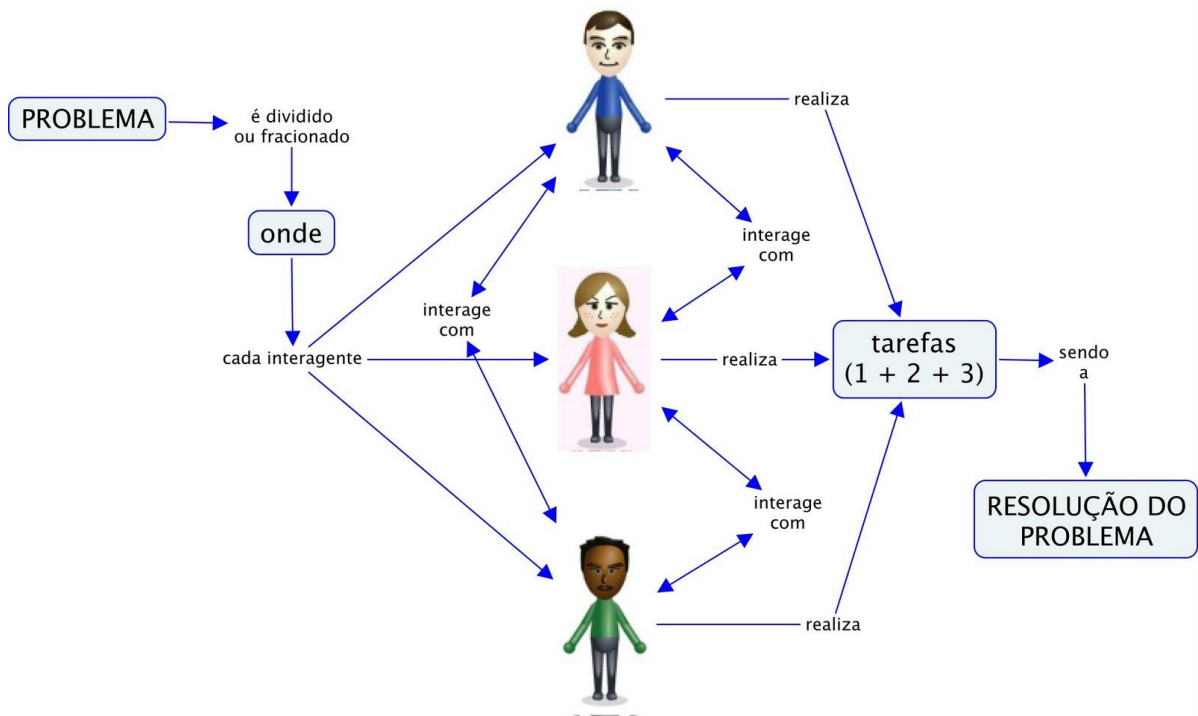 PROBLEMA
é dividido
ou fracionado
onde
cada interagente
interage
com
realiza
interage
com
realiza
interage
com
realiza
tarefas
(1 + 2 + 3)
sendo
a
RESOLUÇÃO DO
PROBLEMA